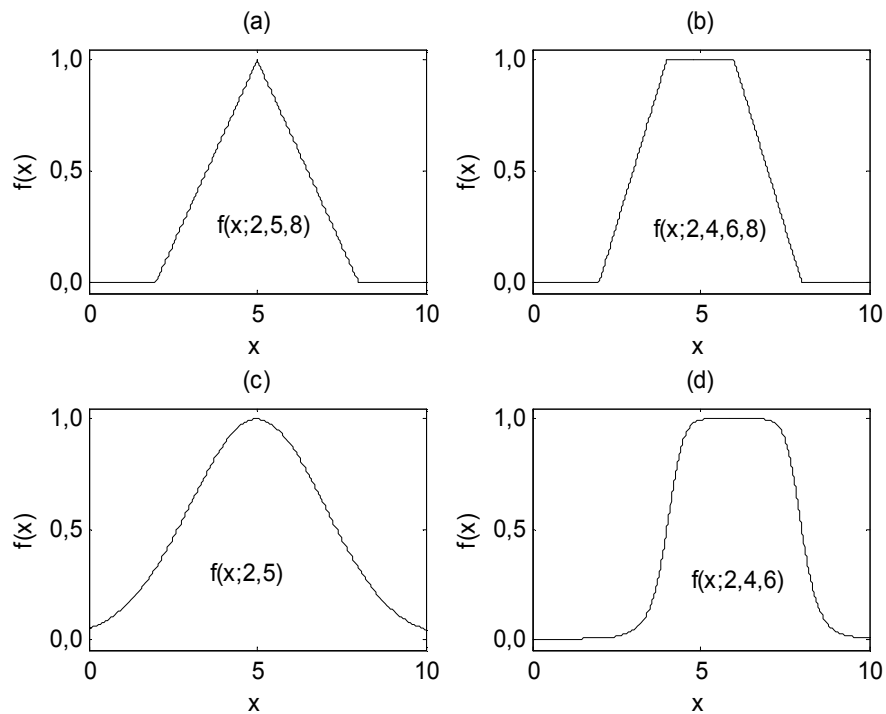 (a)
1,0
0,5
0,0
f(x)
f(x;2,5,8)
0 5 10
x
(b)
1,0
0,5
0,0
f(x)
f(x;2,4,6,8)
0 5 10
x
(c)
1,0
0,5
0,0
f(x)
f(x;2,5)
0 5 10
x
(d)
1,0
0,5
0,0
f(x)
f(x;2,4,6)
0 5 10
x